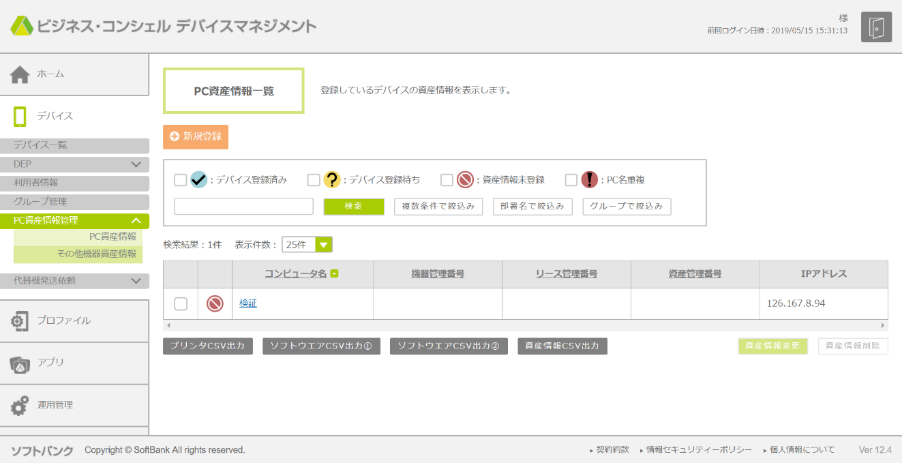 ビジネス・コンシェル デバイスマネジメント
様
前回ログイン日時：2019/05/15 15:31:13
ホーム
デバイス
デバイス一覧
DEP
利用者情報
グループ管理
PC資産情報管理
PC資産情報
その他機器資産情報
代替機発送依頼
プロファイル
アプリ
運用管理
PC資産情報一覧
登録しているデバイスの資産情報を表示します。
新規登録
：デバイス登録済み ：デバイス登録待ち ：資産情報未登録 ：PC名重複
検索 複数条件で絞込み 部署名で絞込み グループで絞込み
検索結果：1件 表示件数： 25件
コンピュータ名 機器管理番号 リース管理番号 資産管理番号 IPアドレス
検証 126.167.8.94
プリンタCSV出力 ソフトウエアCSV出力① ソフトウエアCSV出力② 資産情報CSV出力 資産情報変更 資産情報削除
ソフトバンク Copyright © SoftBank All rights reserved. 契約約款 情報セキュリティーポリシー 個人情報について Ver 12.4